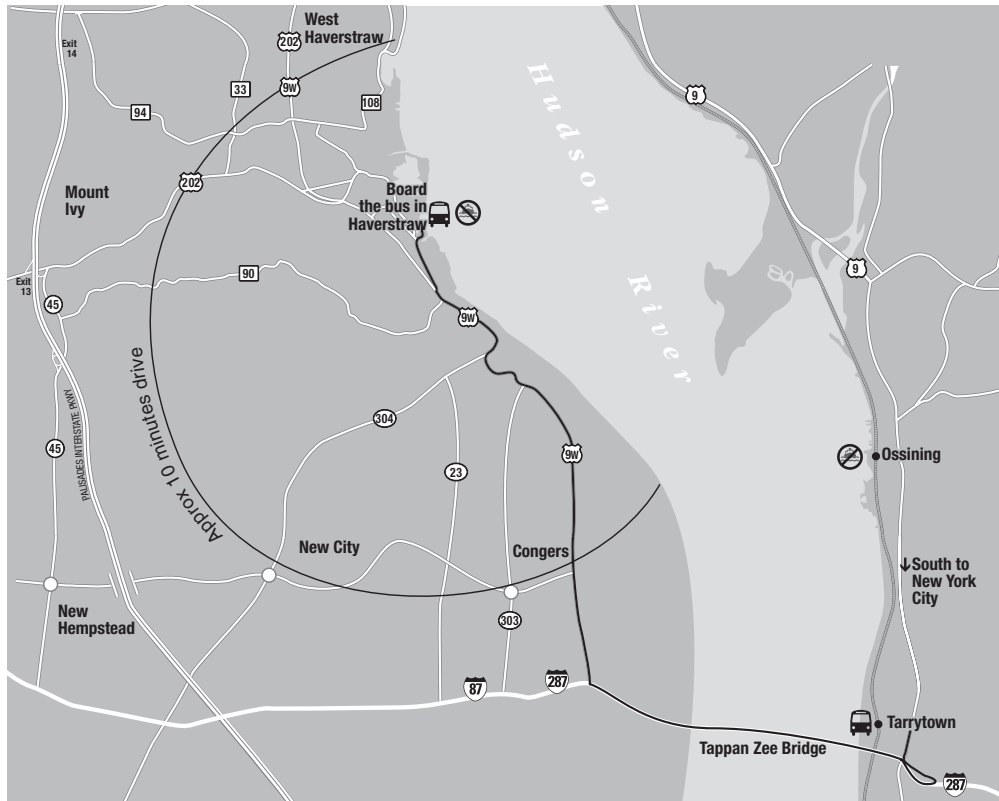 West
Haverstraw
Exit
14
202
33
9W
108
94
9
Hudson
River
202
Mount
Ivy
Board
the bus in
Haverstraw
9
90
Exit
13
45
9W
Approx 10 minutes drive
PALISADES INTERSTATE PKWY
304
45
23
9W
Ossining
New City
Congers
South to
New York
City
New
Hempstead
303
87
287
Tarrytown
Tappan Zee Bridge
287